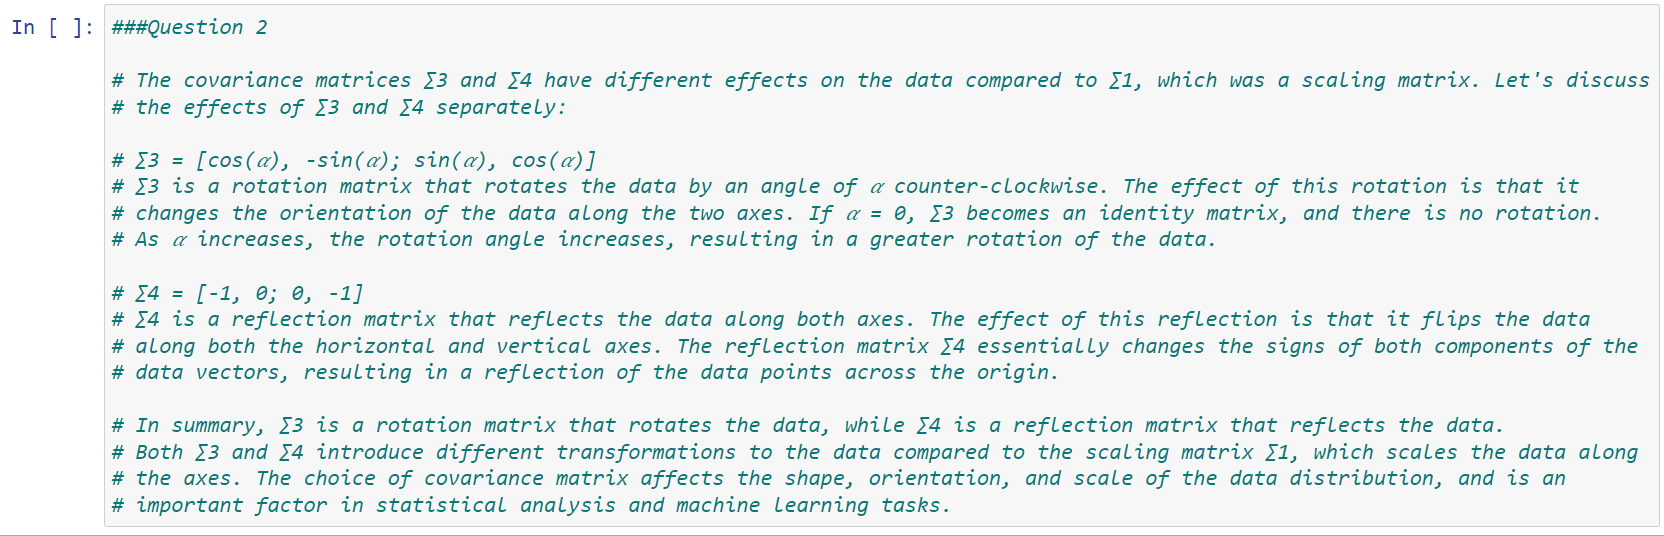 In [ ]: ###Question 2
# The covariance matrices Σ3 and Σ4 have different effects on the data compared to Σ1, which was a scaling matrix. Let's discuss
# the effects of Σ3 and Σ4 separately:
# Σ3 = [cos(𝛼), -sin(𝛼); sin(𝛼), cos(𝛼)]
# Σ3 is a rotation matrix that rotates the data by an angle of 𝛼 counter-clockwise. The effect of this rotation is that it
# changes the orientation of the data along the two axes. If 𝛼 = 0, Σ3 becomes an identity matrix, and there is no rotation.
# As 𝛼 increases, the rotation angle increases, resulting in a greater rotation of the data.
# Σ4 = [-1, 0; 0, -1]
# Σ4 is a reflection matrix that reflects the data along both axes. The effect of this reflection is that it flips the data
# along both the horizontal and vertical axes. The reflection matrix Σ4 essentially changes the signs of both components of the
# data vectors, resulting in a reflection of the data points across the origin.
# In summary, Σ3 is a rotation matrix that rotates the data, while Σ4 is a reflection matrix that reflects the data.
# Both Σ3 and Σ4 introduce different transformations to the data compared to the scaling matrix Σ1, which scales the data along
# the axes. The choice of covariance matrix affects the shape, orientation, and scale of the data distribution, and is an
# important factor in statistical analysis and machine learning tasks.